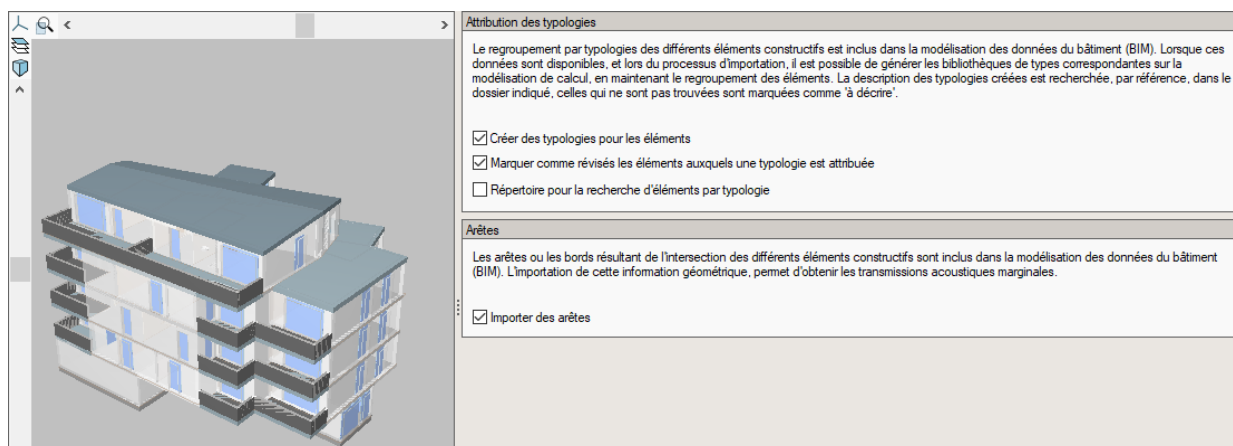 Attribution des typologies
Le regroupement par typologies des différents éléments constructifs est inclus dans la modélisation des données du bâtiment (BIM). Lorsque ces
données sont disponibles, et lors du processus d'importation, il est possible de générer les bibliothèques de types correspondantes sur la
modélisation de calcul, en maintenant le regroupement des éléments. La description des typologies créées est recherchée, par référence, dans le
dossier indiqué, celles qui ne sont pas trouvées sont marquées comme 'à décrire'.
Créer des typologies pour les éléments
Marquer comme révisés les éléments auxquels une typologie est attribuée
Répertoire pour la recherche d'éléments par typologie
Arêtes
Les arêtes ou les bords résultant de l'intersection des différents éléments constructifs sont inclus dans la modélisation des données du bâtiment
(BIM). L'importation de cette information géométrique, permet d'obtenir les transmissions acoustiques marginales.
Importer des arêtes